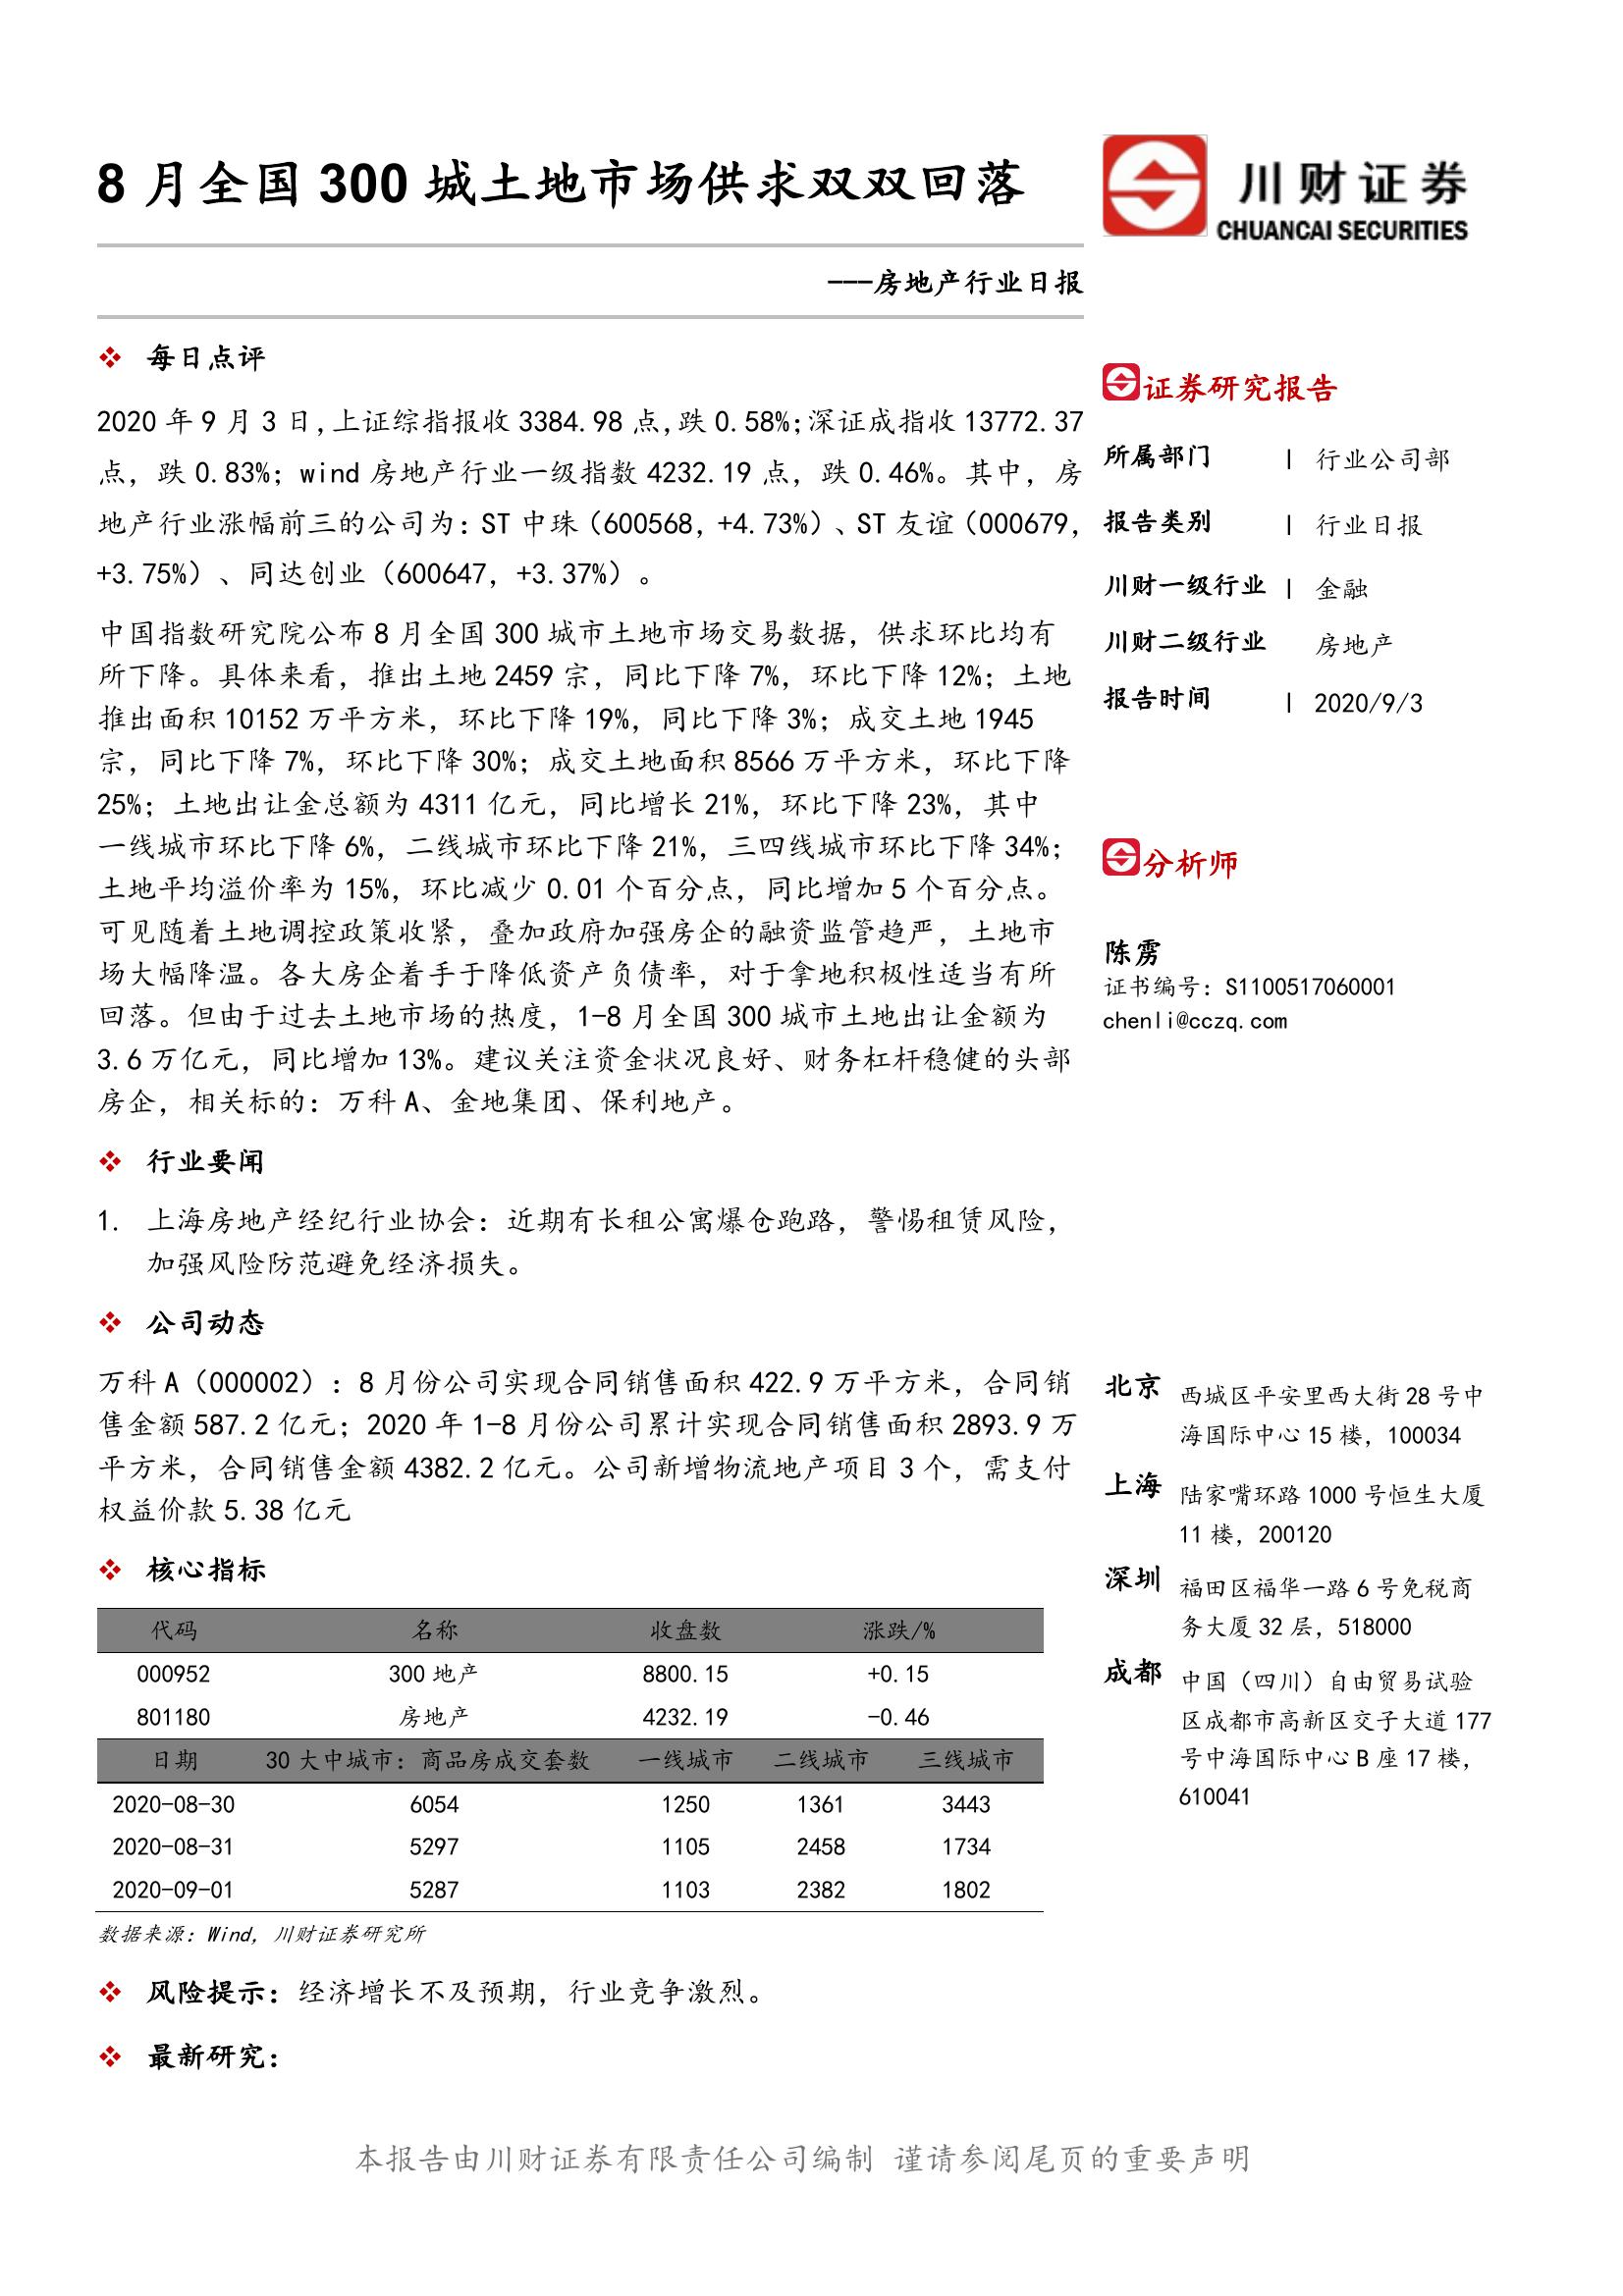 8 月全国 300 城土地市场供求双双回落
川财证券
CHUANCAI SECURITIES
---房地产行业日报
每日点评
2020 年 9 月 3 日，上证综指报收 3384.98 点，跌 0.58%；深证成指收 13772.37
点，跌 0.83%；wind 房地产行业一级指数 4232.19 点，跌 0.46%。其中，房
地产行业涨幅前三的公司为：ST 中珠（600568，+4.73%）、ST 友谊（000679，
+3.75%）、同达创业（600647，+3.37%）。
中国指数研究院公布 8 月全国 300 城市土地市场交易数据，供求环比均有
所下降。具体来看，推出土地 2459 宗，同比下降 7%，环比下降 12%；土地
推出面积 10152 万平方米，环比下降 19%，同比下降 3%；成交土地 1945
宗，同比下降 7%，环比下降 30%；成交土地面积 8566 万平方米，环比下降
25%；土地出让金总额为 4311 亿元，同比增长 21%，环比下降 23%，其中
一线城市环比下降 6%，二线城市环比下降 21%，三四线城市环比下降 34%；
土地平均溢价率为 15%，环比减少 0.01 个百分点，同比增加 5 个百分点。
可见随着土地调控政策收紧，叠加政府加强房企的融资监管趋严，土地市
场大幅降温。各大房企着手于降低资产负债率，对于拿地积极性适当有所
回落。但由于过去土地市场的热度，1-8 月全国 300 城市土地出让金额为
3.6 万亿元，同比增加 13%。建议关注资金状况良好、财务杠杆稳健的头部
房企，相关标的：万科 A、金地集团、保利地产。
行业要闻
1. 上海房地产经纪行业协会：近期有长租公寓爆仓跑路，警惕租赁风险，
加强风险防范避免经济损失。
公司动态
万科 A（000002）：8 月份公司实现合同销售面积 422.9 万平方米，合同销
售金额 587.2 亿元；2020 年 1-8 月份公司累计实现合同销售面积 2893.9 万
平方米，合同销售金额 4382.2 亿元。公司新增物流地产项目 3 个，需支付
权益价款 5.38 亿元
核心指标
代码 名称 收盘数 涨跌/%
000952 300 地产 8800.15 +0.15
801180 房地产 4232.19 -0.46
日期 30 大中城市：商品房成交套数 一线城市 二线城市 三线城市
2020-08-30 6054 1250 1361 3443
2020-08-31 5297 1105 2458 1734
2020-09-01 5287 1103 2382 1802
数据来源：Wind，川财证券研究所
风险提示：经济增长不及预期，行业竞争激烈。
最新研究：
证券研究报告
所属部门 | 行业公司部
报告类别 | 行业日报
川财一级行业 | 金融
川财二级行业 房地产
报告时间 | 2020/9/3
分析师
陈雳
证书编号：S1100517060001
chenli@cczq.com
北京 西城区平安里西大街 28 号中
海国际中心 15 楼，100034
上海 陆家嘴环路 1000 号恒生大厦
11 楼，200120
深圳 福田区福华一路 6 号免税商
务大厦 32 层，518000
成都 中国（四川）自由贸易试验
区成都市高新区交子大道 177
号中海国际中心 B 座 17 楼，
610041
本报告由川财证券有限责任公司编制 谨请参阅尾页的重要声明